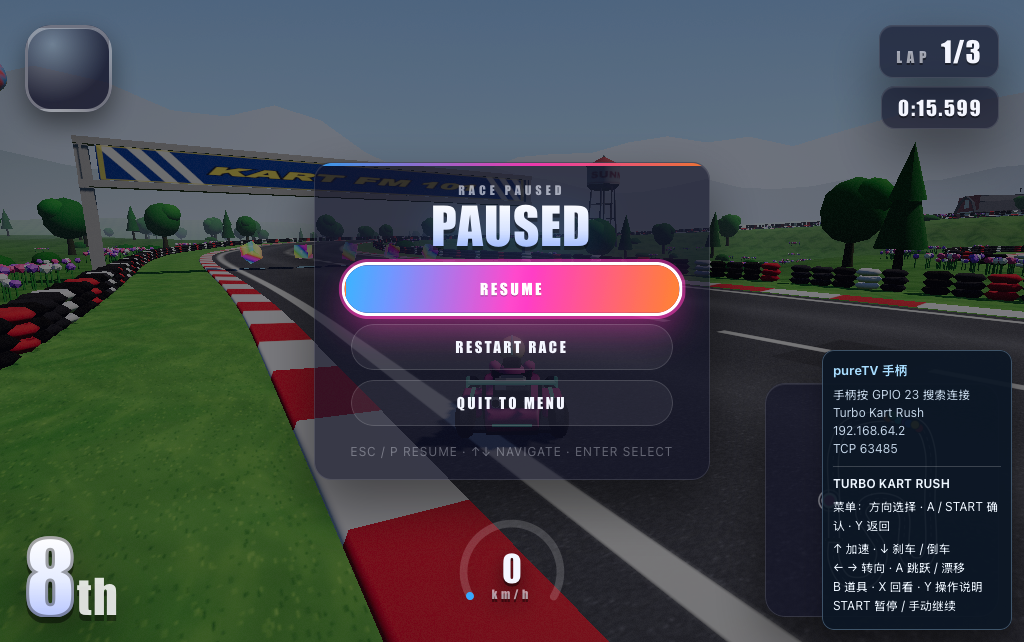 LAP 1/3
0:15.599
KART FM 10
RACE PAUSED
PAUSED
RESUME
RESTART RACE
QUIT TO MENU
ESC / P RESUME · ↑↓ NAVIGATE · ENTER SELECT
8th
0
km/h
pureTV 手柄
手柄按 GPIO 23 搜索连接
Turbo Kart Rush
192.168.64.2
TCP 63485
TURBO KART RUSH
菜单：方向选择 · A / START 确
认 · Y 返回
↑ 加速 · ↓ 刹车 / 倒车
← → 转向 · A 跳跃 / 漂移
B 道具 · X 回看 · Y 操作说明
START 暂停 / 手动继续